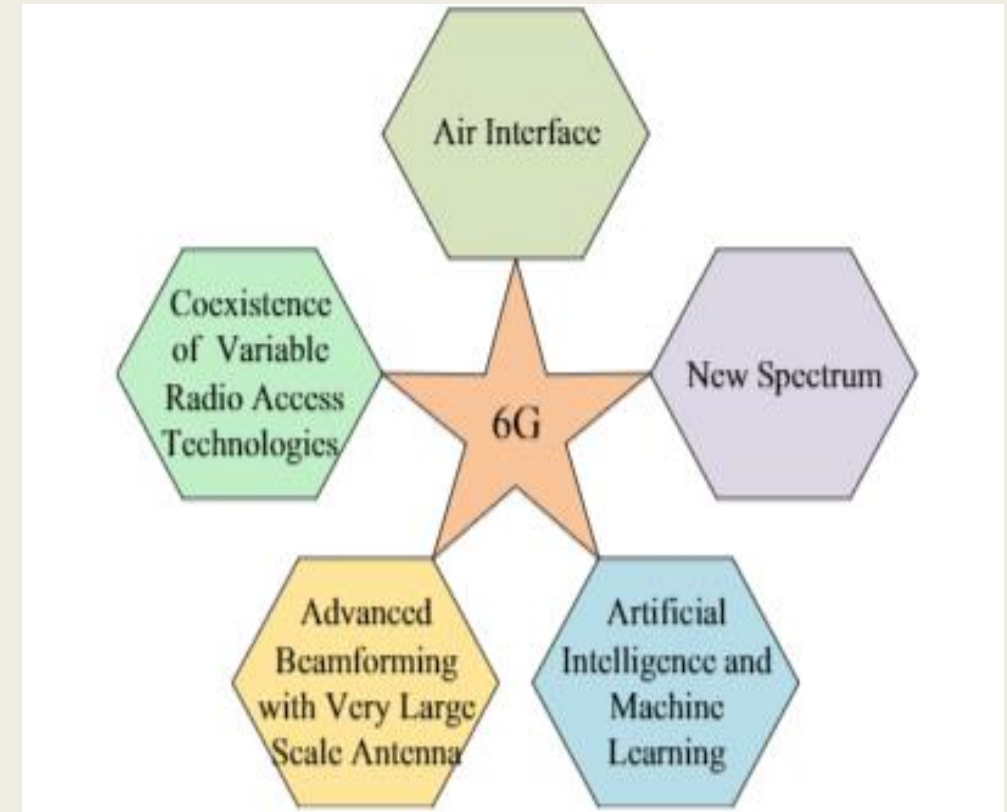 Air Interface
Coexistence
of Variable
Radio Access
Technologies
New Spectrum
6G
Advanced
Beamforming
with Very Large
Scale Antenna
Artificial
Intelligence and
Machine
Learning